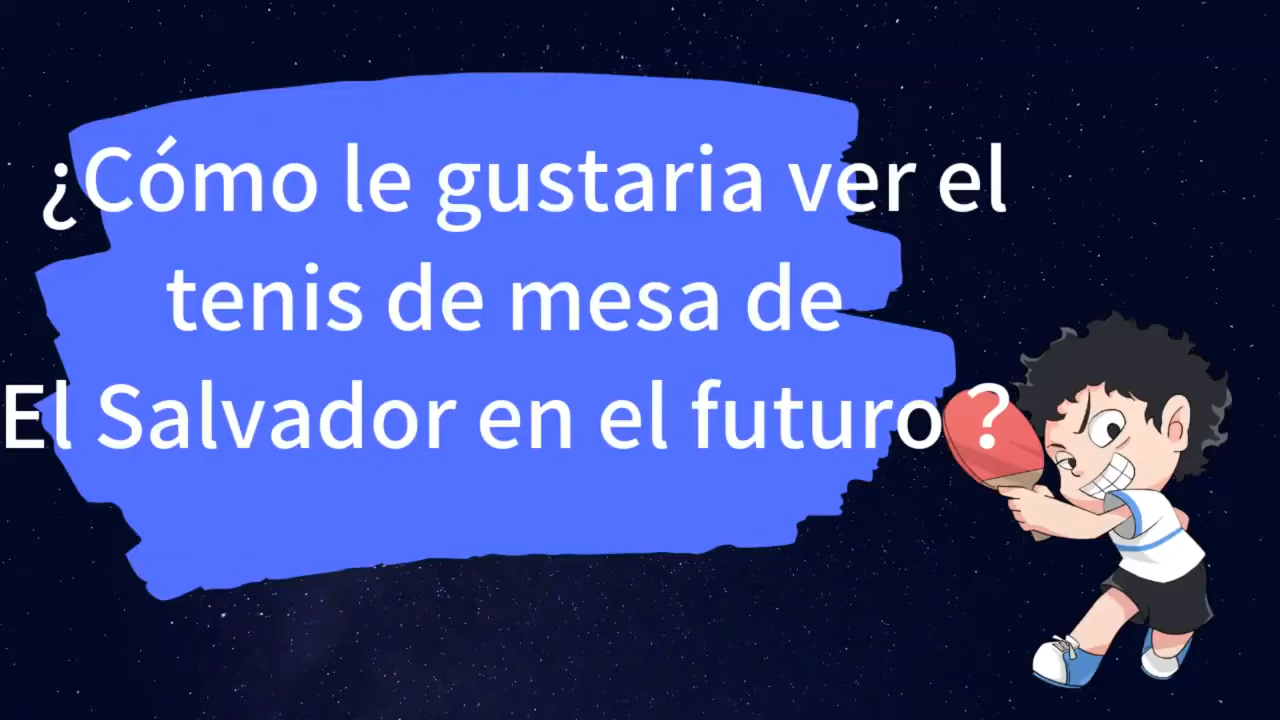 ¿Cómo le gustaria ver el
tenis de mesa de
El Salvador en el futuro ?